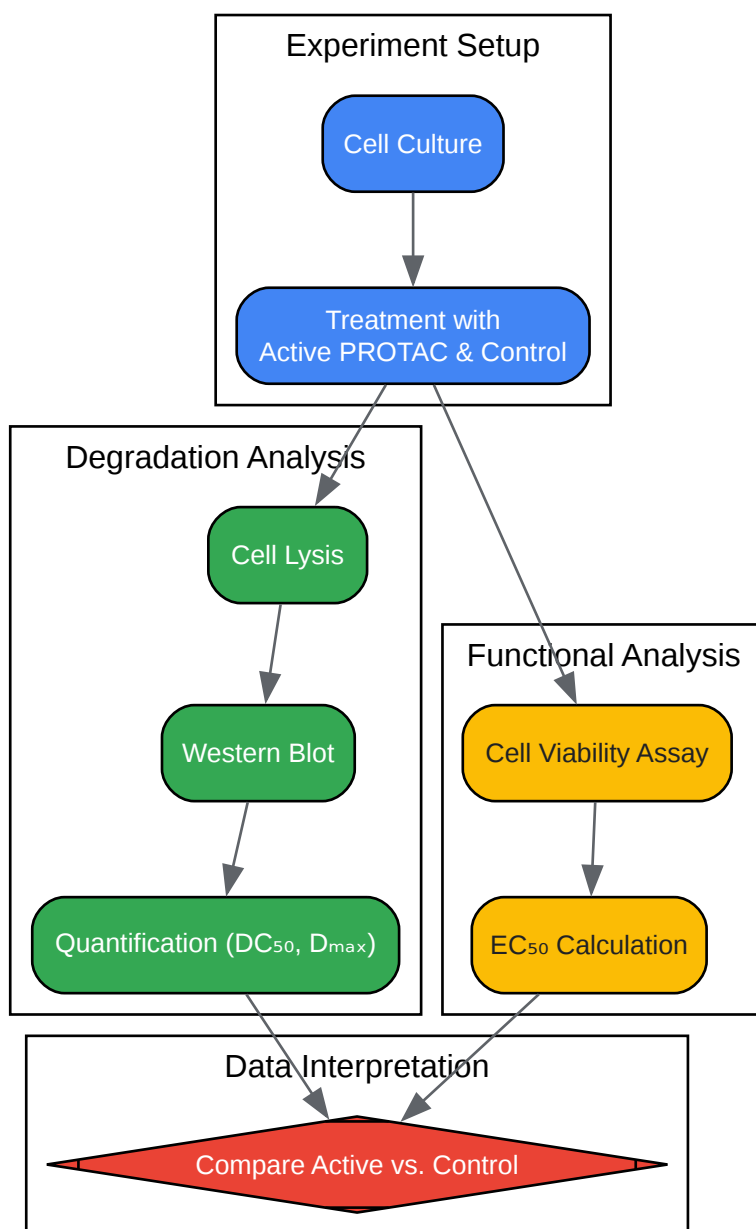 Experiment Setup
Cell Culture
Treatment with
Active PROTAC & Control
Degradation Analysis
Cell Lysis
Western Blot
Quantification (DC₅₀, Dₘₐₓ)
Functional Analysis
Cell Viability Assay
EC₅₀ Calculation
Data Interpretation
Compare Active vs. Control